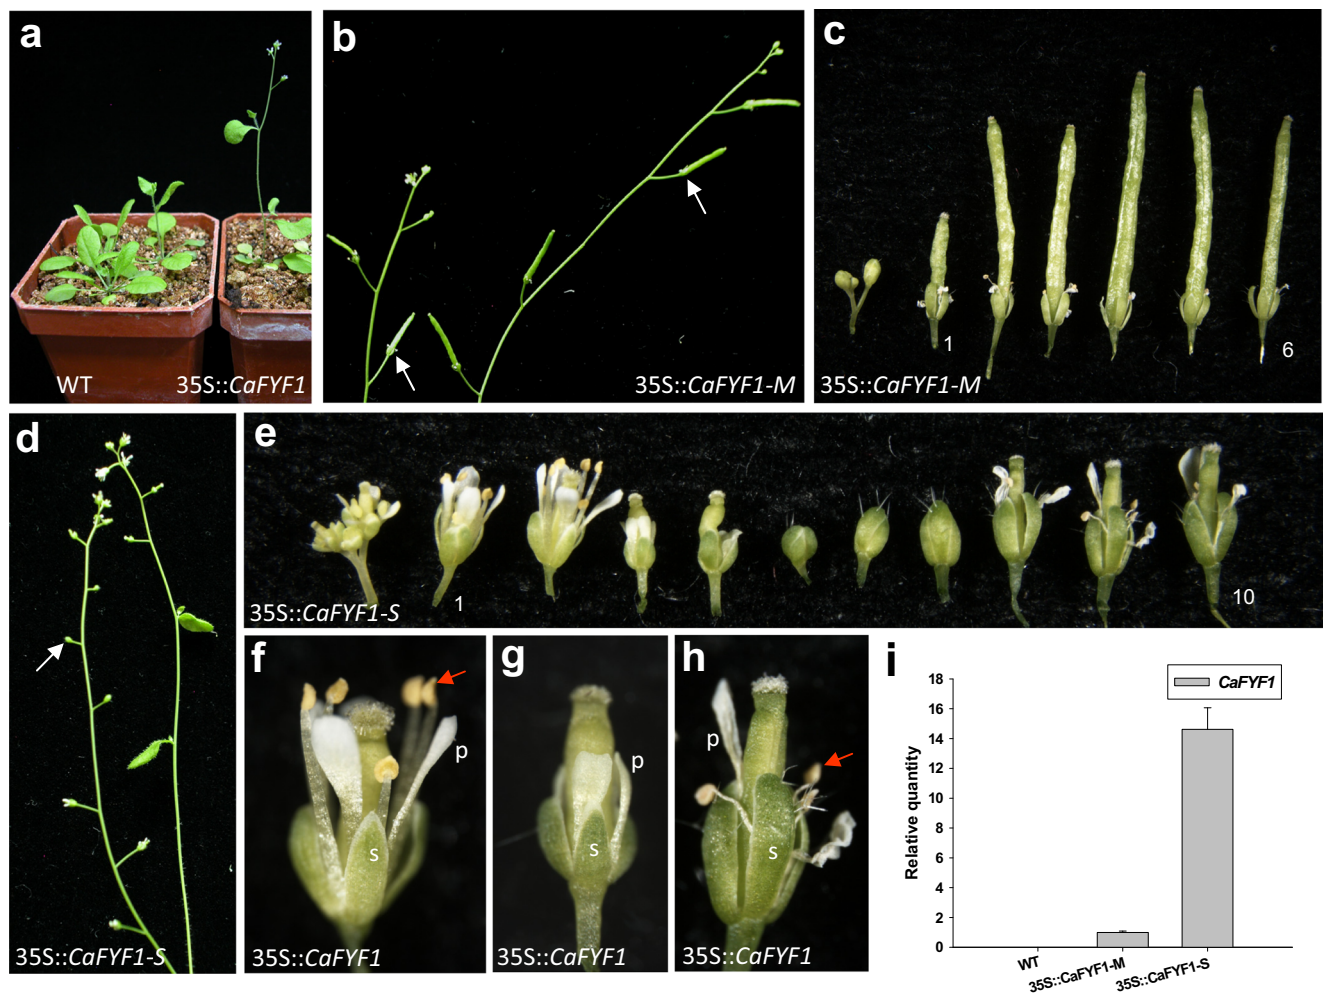 a
WT
35S::CaFYF1
b
35S::CaFYF1-M
c
1
6
35S::CaFYF1-M
d
35S::CaFYF1-S
e
35S::CaFYF1-S
1
10
f
p
s
35S::CaFYF1
g
p
s
35S::CaFYF1
h
p
s
35S::CaFYF1
i
CaFYF1
Relative quantity
18
16
14
12
10
8
6
4
2
0
WT
35S::CaFYF1-M
35S::CaFYF1-S